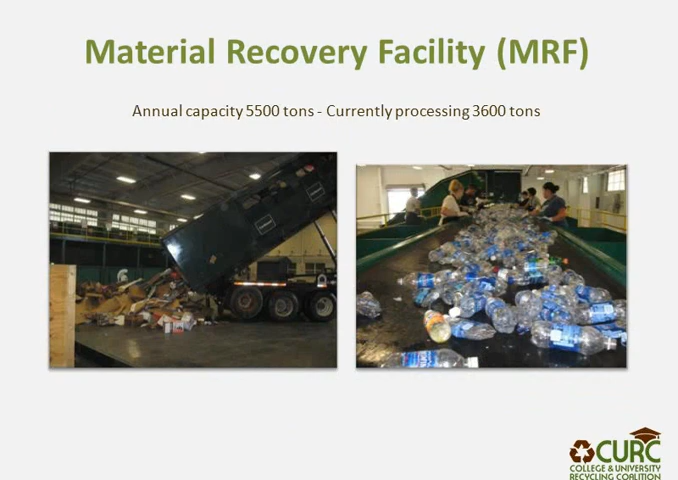 Material Recovery Facility (MRF)
Annual capacity 5500 tons - Currently processing 3600 tons
CURC
COLLEGE & UNIVERSITY
RECYCLING COALITION